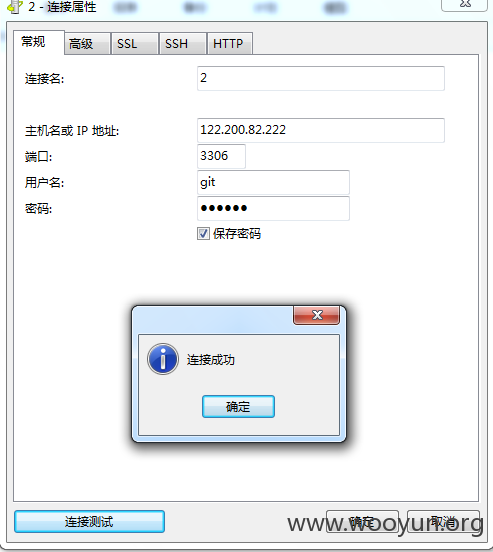 2 - 连接属性
常规 高级 SSL SSH HTTP
连接名: 2
主机名或 IP 地址: 122.200.82.222
端口: 3306
用户名: git
密码: ●●●●●●
保存密码
连接成功
确定
连接测试 确定 取消
www.wooyun.org